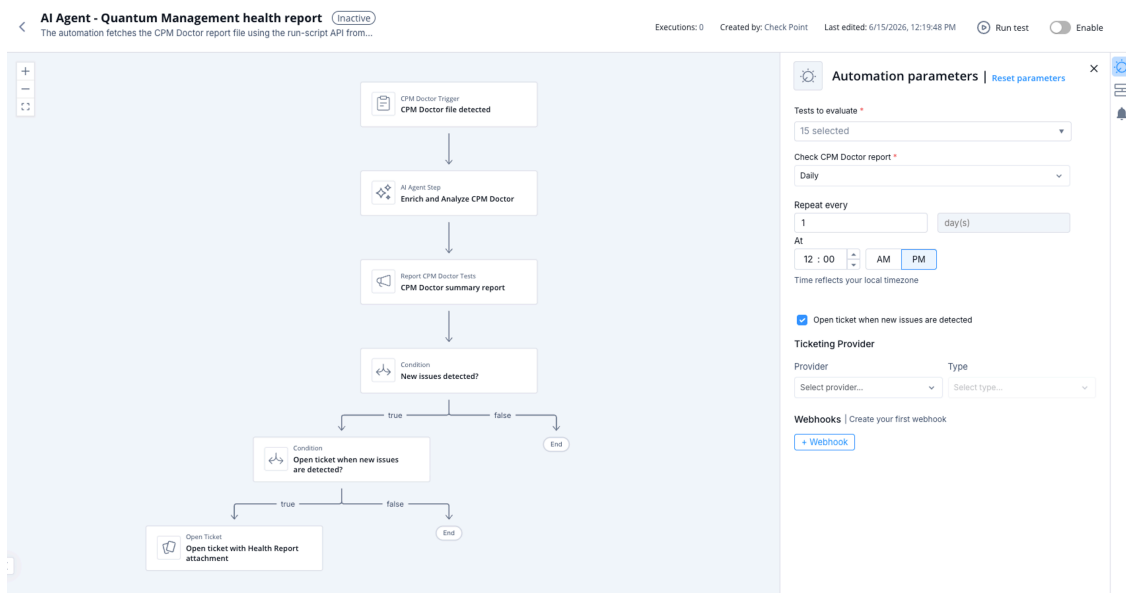 AI Agent - Quantum Management health report Inactive
The automation fetches the CPM Doctor report file using the run-script API from...
Executions: 0 Created by: Check Point Last edited: 6/15/2026, 12:19:48 PM Run test Enable
CPM Doctor Trigger
CPM Doctor file detected
AI Agent Step
Enrich and Analyze CPM Doctor
Report CPM Doctor Tests
CPM Doctor summary report
Condition
New issues detected?
true false
End
Condition
Open ticket when new issues
are detected?
true false
End
Open Ticket
Open ticket with Health Report
attachment
Automation parameters | Reset parameters
Tests to evaluate *
15 selected
Check CPM Doctor report *
Daily
Repeat every
1 day(s)
At
12 : 00 AM PM
Time reflects your local timezone
Open ticket when new issues are detected
Ticketing Provider
Provider Type
Select provider... Select type...
Webhooks | Create your first webhook
+ Webhook